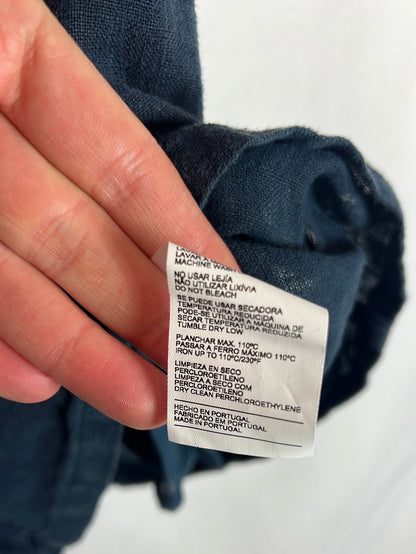 LAVAR A
MACHINE WASH
NO USAR LEJÍA
NÃO UTILIZAR LIXÍVIA
DO NOT BLEACH
SE PUEDE USAR SECADORA
TEMPERATURA REDUCIDA
PODE-SE UTILIZAR A MÁQUINA DE
SECAR TEMPERATURA REDUZIDA
TUMBLE DRY LOW
PLANCHAR MAX. 110ºC
PASSAR A FERRO MÁXIMO 110ºC
IRON UP TO 110ºC/230ºF
LIMPIEZA EN SECO
PERCLOROETILENO
LIMPEZA A SECO COM
PERCLOROETILENO
DRY CLEAN PERCHLOROETHYLENE
HECHO EN PORTUGAL
FABRICADO EM PORTUGAL
MADE IN PORTUGAL